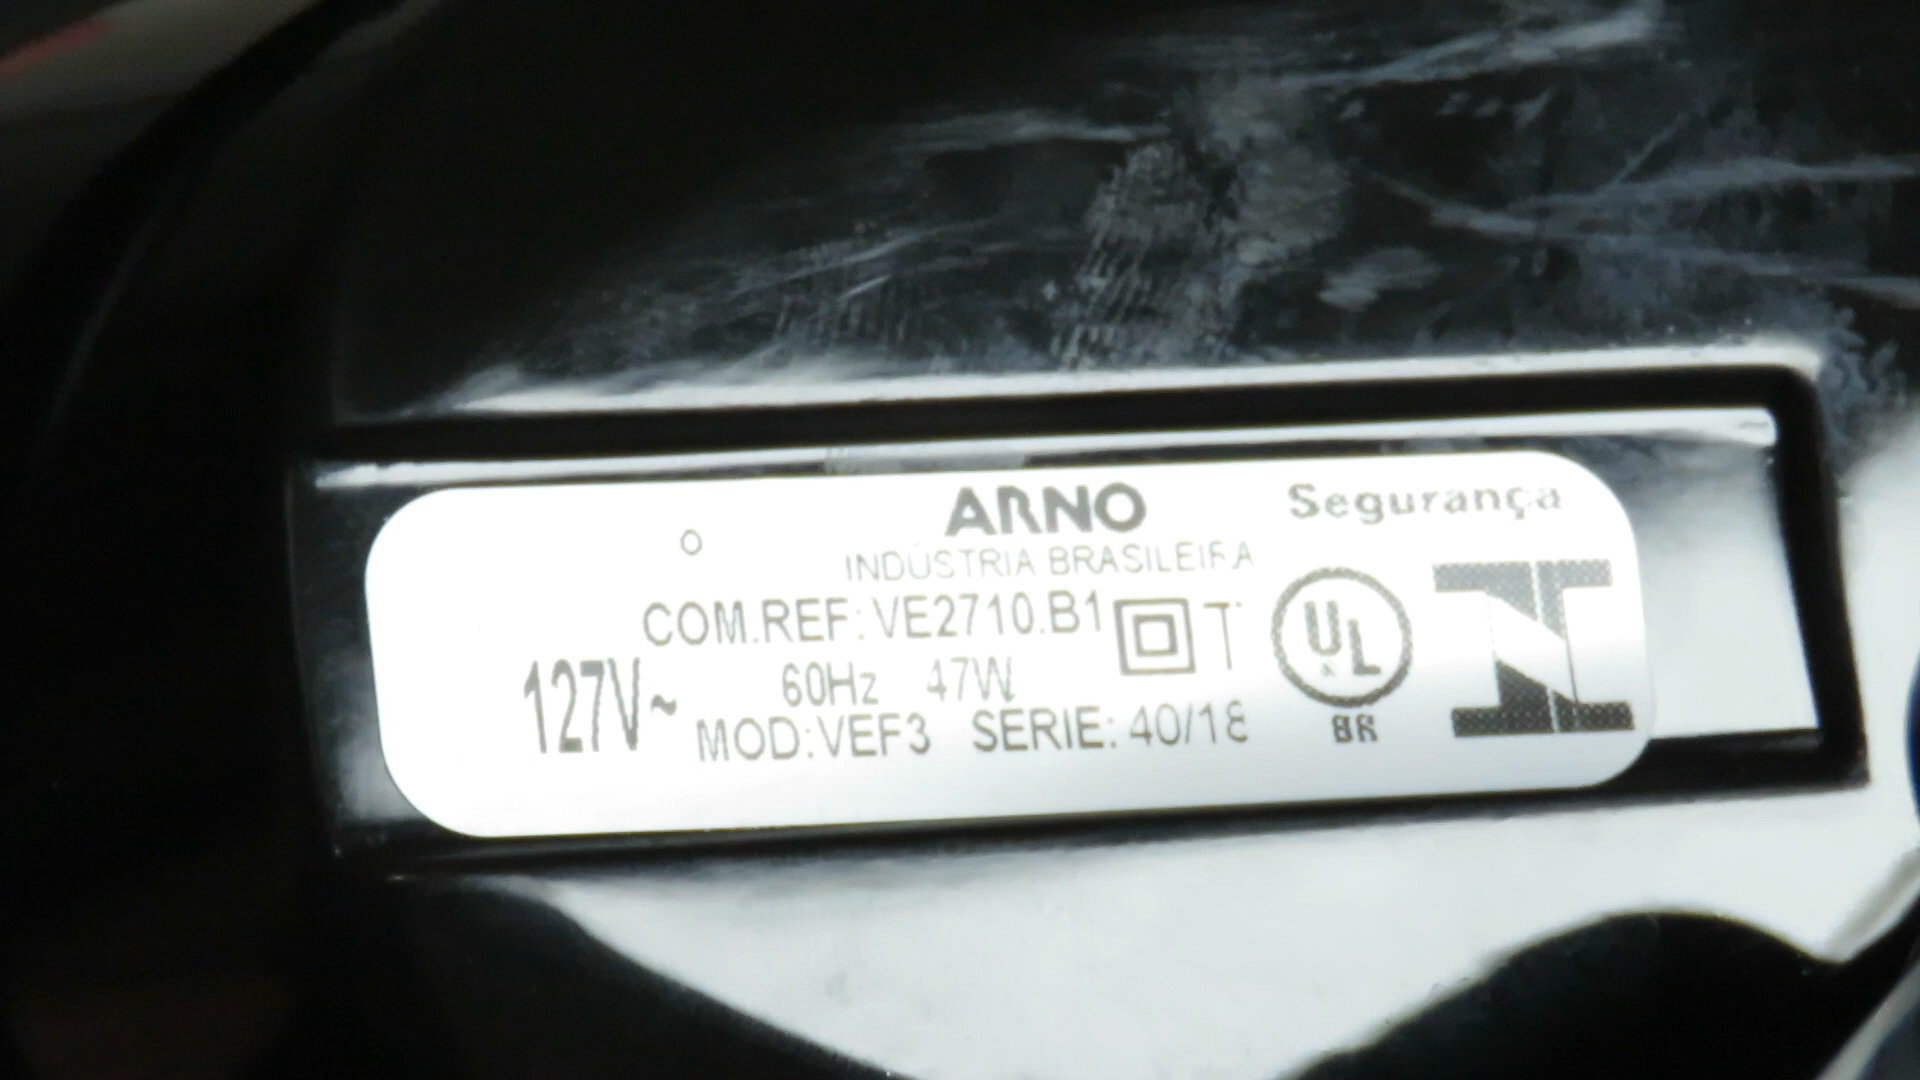 ARNO
Segurança
INDÚSTRIA BRASILEIRA
COM.REF: VE2710.B1 T
127V~ 60Hz 47W
MOD:VEF3 SERIE: 40/18
UL
BR